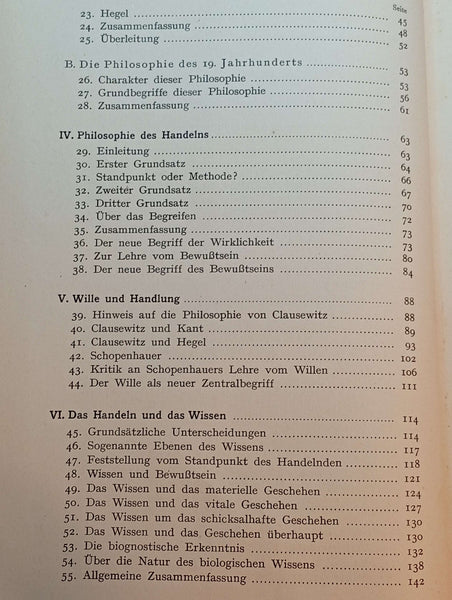 Seite
23. Hegel 45
24. Zusammenfassung 48
25. Überleitung 52
B. Die Philosophie des 19. Jahrhunderts 53
26. Charakter dieser Philosophie 53
27. Grundbegriffe dieser Philosophie 56
28. Zusammenfassung 61
IV. Philosophie des Handelns 63
29. Einleitung 63
30. Erster Grundsatz 64
31. Standpunkt oder Methode? 66
32. Zweiter Grundsatz 67
33. Dritter Grundsatz 70
34. Über das Begreifen 72
35. Zusammenfassung 73
36. Der neue Begriff der Wirklichkeit 73
37. Zur Lehre vom Bewußtsein 80
38. Der neue Begriff des Bewußtseins 84
V. Wille und Handlung 88
39. Hinweis auf die Philosophie von Clausewitz 88
40. Clausewitz und Kant 89
41. Clausewitz und Hegel 93
42. Schopenhauer 102
43. Kritik an Schopenhauers Lehre vom Willen 106
44. Der Wille als neuer Zentralbegriff 111
VI. Das Handeln und das Wissen 114
45. Grundsätzliche Unterscheidungen 114
46. Sogenannte Ebenen des Wissens 117
47. Feststellung vom Standpunkt des Handelnden 118
48. Wissen und Bewußtsein 121
49. Das Wissen und das materielle Geschehen 124
50. Das Wissen und das vitale Geschehen 127
51. Das Wissen um das schicksalhafte Geschehen 130
52. Das Wissen und das Geschehen überhaupt 130
53. Die biognostische Erkenntnis 132
54. Über die Natur des biologischen Wissens 138
55. Allgemeine Zusammenfassung 142